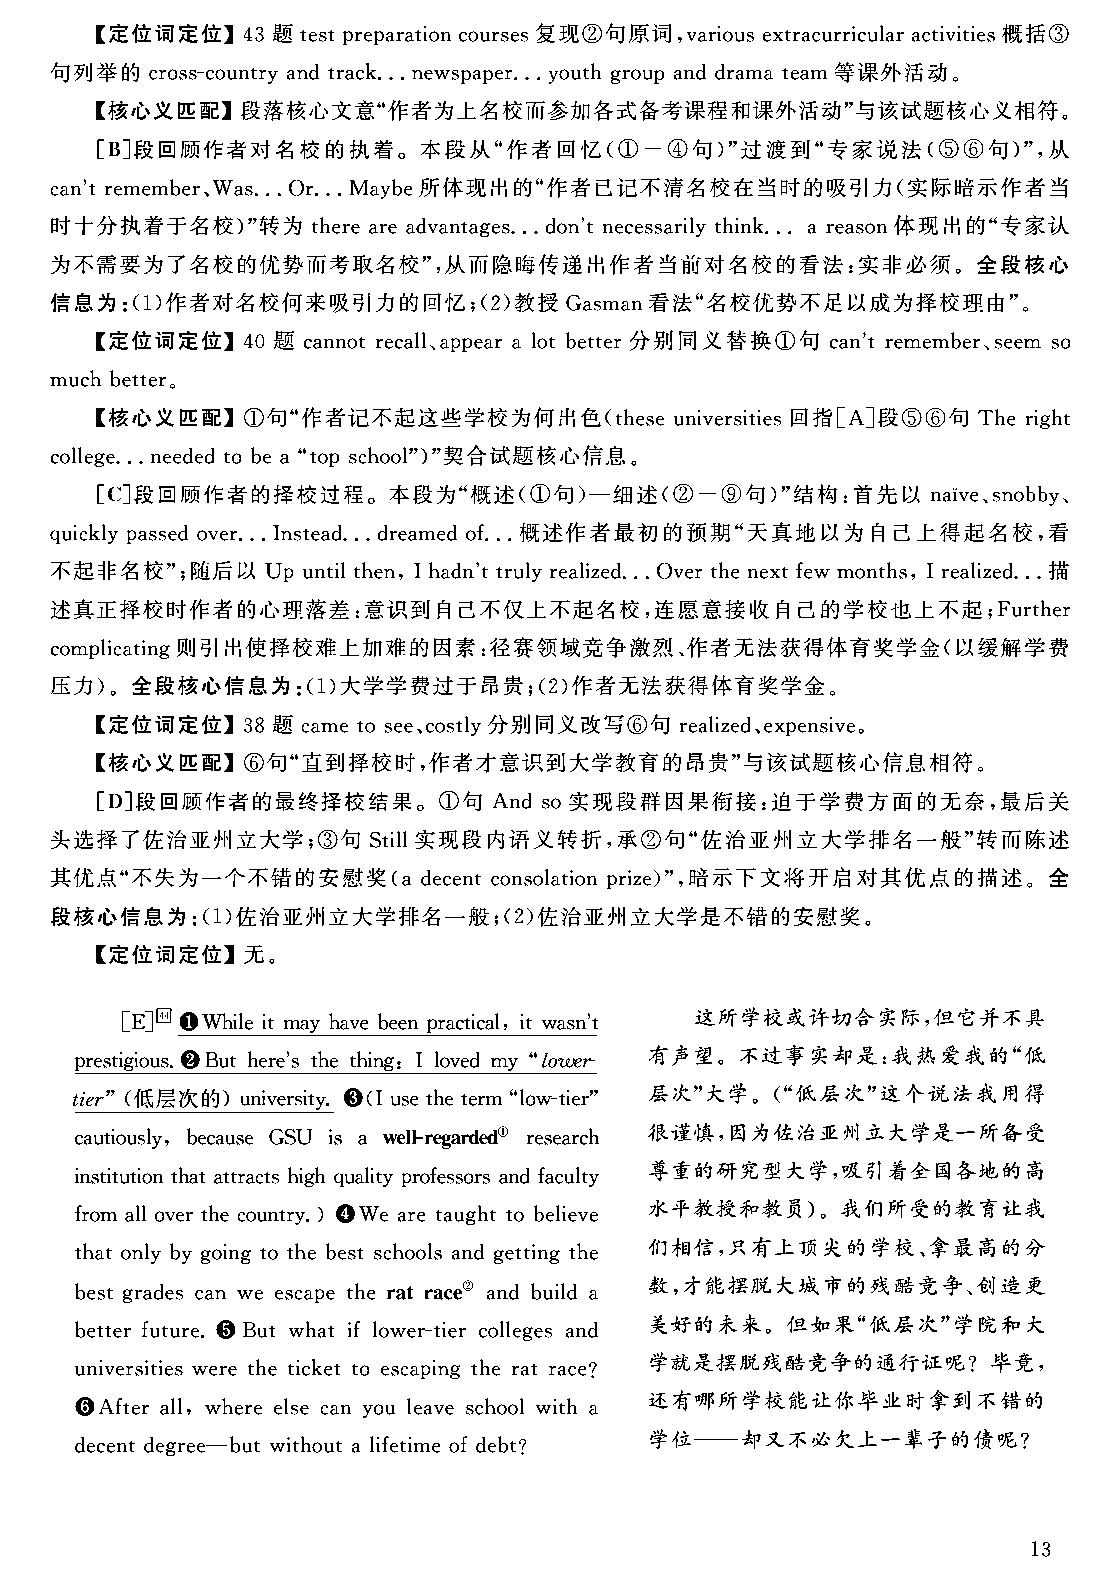 【定位词定位】43 题 test preparation courses 复现②句原词,various extracurricular activities 概括③
句列举的 cross-country and track...newspaper...youth group and drama team 等课外活动。
【核心义匹配】段落核心文意“作者为上名校而参加各式备考课程和课外活动”与该试题核心义相符。
[B]段回顾作者对名校的执着。本段从“作者回忆(①-④句)”过渡到“专家说法(⑤⑥句)”,从
can't remember、Was...Or...Maybe 所体现出的“作者已记不清名校在当时的吸引力(实际暗示作者当
时十分执着于名校)”转为 there are advantages...don't necessarily think... a reason 体现出的“专家认
为不需要为了名校的优势而考取名校”,从而隐晦传递出作者当前对名校的看法:实非必须。全段核心
信息为:(1)作者对名校何来吸引力的回忆;(2)教授 Gasman 看法“名校优势不足以成为择校理由”。
【定位词定位】40 题 cannot recall、appear a lot better 分别同义替换①句 can't remember、seem so
much better。
【核心义匹配】①句“作者记不起这些学校为何出色(these universities 回指[A]段⑤⑥句 The right
college...needed to be a “top school”)”契合试题核心信息。
[C]段回顾作者的择校过程。本段为“概述(①句)—细述(②-⑨句)”结构:首先以 naïve、snobby、
quickly passed over...Instead...dreamed of...概述作者最初的预期“天真地以为自己上得起名校,看
不起非名校”;随后以 Up until then, I hadn't truly realized...Over the next few months, I realized...描
述真正择校时作者的心理落差:意识到自己不仅上不起名校,连愿意接收自己的学校也上不起;Further
complicating 则引出使择校难上加难的因素:径赛领域竞争激烈、作者无法获得体育奖学金(以缓解学费
压力)。全段核心信息为:(1)大学学费过于昂贵;(2)作者无法获得体育奖学金。
【定位词定位】38 题 came to see、costly 分别同义改写⑥句 realized、expensive。
【核心义匹配】⑥句“直到择校时,作者才意识到大学教育的昂贵”与该试题核心信息相符。
[D]段回顾作者的最终择校结果。①句 And so 实现段群因果衔接:迫于学费方面的无奈,最后关
头选择了佐治亚州立大学;③句 Still 实现段内语义转折,承②句“佐治亚州立大学排名一般”转而陈述
其优点“不失为一个不错的安慰奖(a decent consolation prize)”,暗示下文将开启对其优点的描述。全
段核心信息为:(1)佐治亚州立大学排名一般;(2)佐治亚州立大学是不错的安慰奖。
【定位词定位】无。
[E]44 ❶While it may have been practical, it wasn't
prestigious. ❷But here's the thing: I loved my “lower-
tier” (低层次的) university. ❸(I use the term “low-tier”
cautiously, because GSU is a well-regarded① research
institution that attracts high quality professors and faculty
from all over the country. ) ❹We are taught to believe
that only by going to the best schools and getting the
best grades can we escape the rat race② and build a
better future. ❺But what if lower-tier colleges and
universities were the ticket to escaping the rat race?
❻After all, where else can you leave school with a
decent degree—but without a lifetime of debt?
这所学校或许切合实际,但它并不具
有声望。不过事实却是:我热爱我的“低
层次”大学。(“低层次”这个说法我用得
很谨慎,因为佐治亚州立大学是一所备受
尊重的研究型大学,吸引着全国各地的高
水平教授和教员)。我们所受的教育让我
们相信,只有上顶尖的学校、拿最高的分
数,才能摆脱大城市的残酷竞争、创造更
美好的未来。但如果“低层次”学院和大
学就是摆脱残酷竞争的通行证呢?毕竟,
还有哪所学校能让你毕业时拿到不错的
学位——却又不必欠上一辈子的债呢?
13